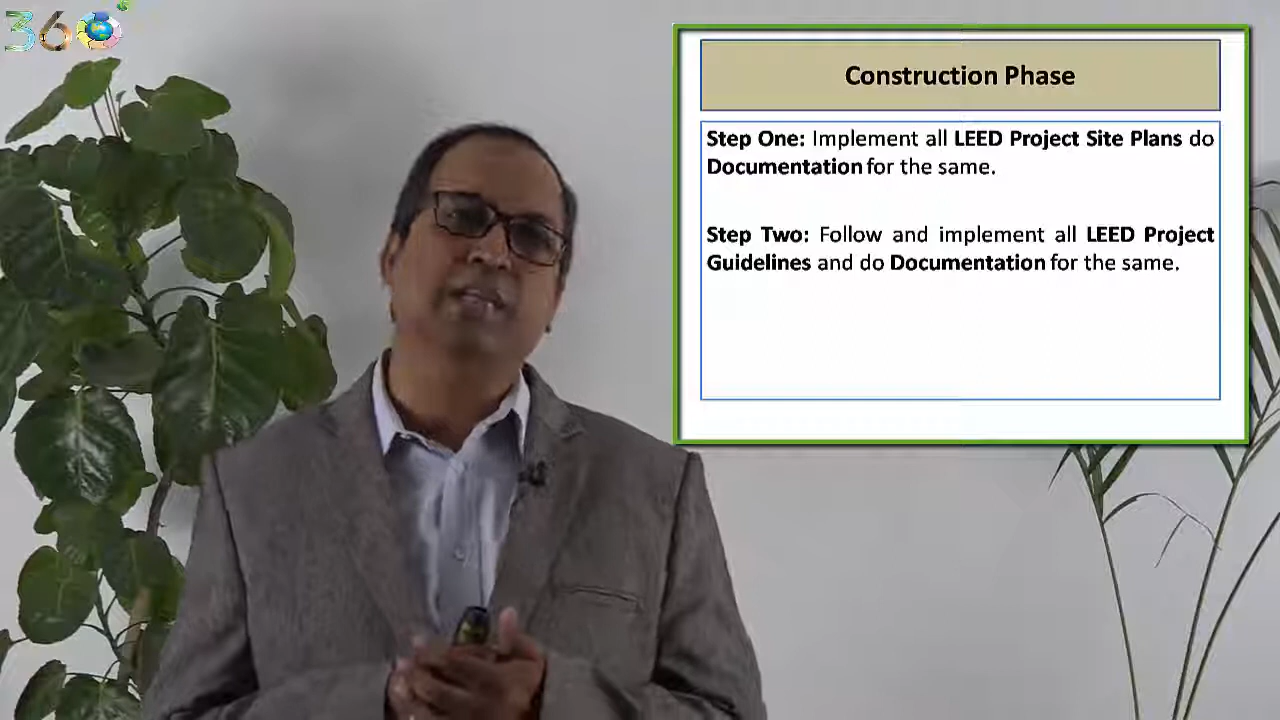 360
Construction Phase
Step One: Implement all LEED Project Site Plans do
Documentation for the same.
Step Two: Follow and implement all LEED Project
Guidelines and do Documentation for the same.